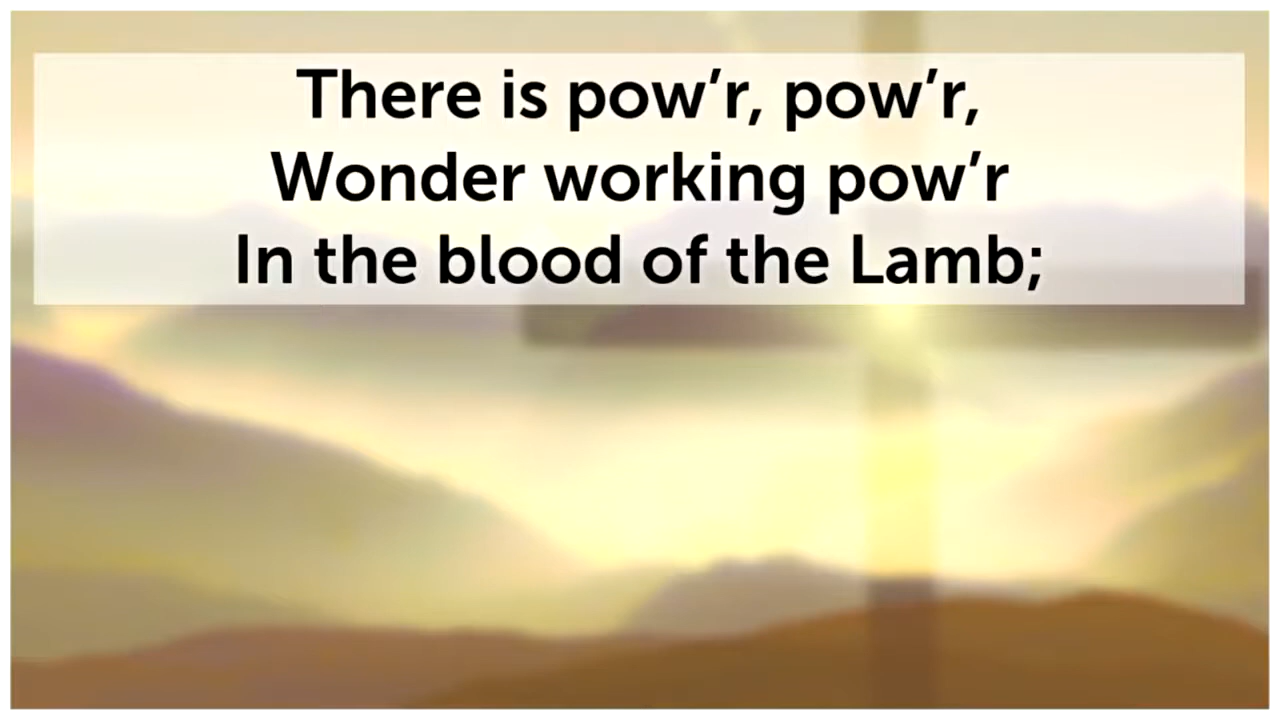 There is pow’r, pow’r,
Wonder working pow’r
In the blood of the Lamb;